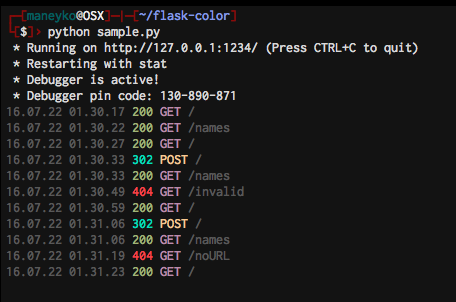 [maneyko@OSX]-|-[~/flask-color]
[$]› python sample.py
* Running on http://127.0.0.1:1234/ (Press CTRL+C to quit)
* Restarting with stat
* Debugger is active!
* Debugger pin code: 130-890-871
16.07.22 01.30.17 200 GET /
16.07.22 01.30.22 200 GET /names
16.07.22 01.30.27 200 GET /
16.07.22 01.30.33 302 POST /
16.07.22 01.30.33 200 GET /names
16.07.22 01.30.49 404 GET /invalid
16.07.22 01.30.59 200 GET /
16.07.22 01.31.06 302 POST /
16.07.22 01.31.06 200 GET /names
16.07.22 01.31.19 404 GET /noURL
16.07.22 01.31.23 200 GET /